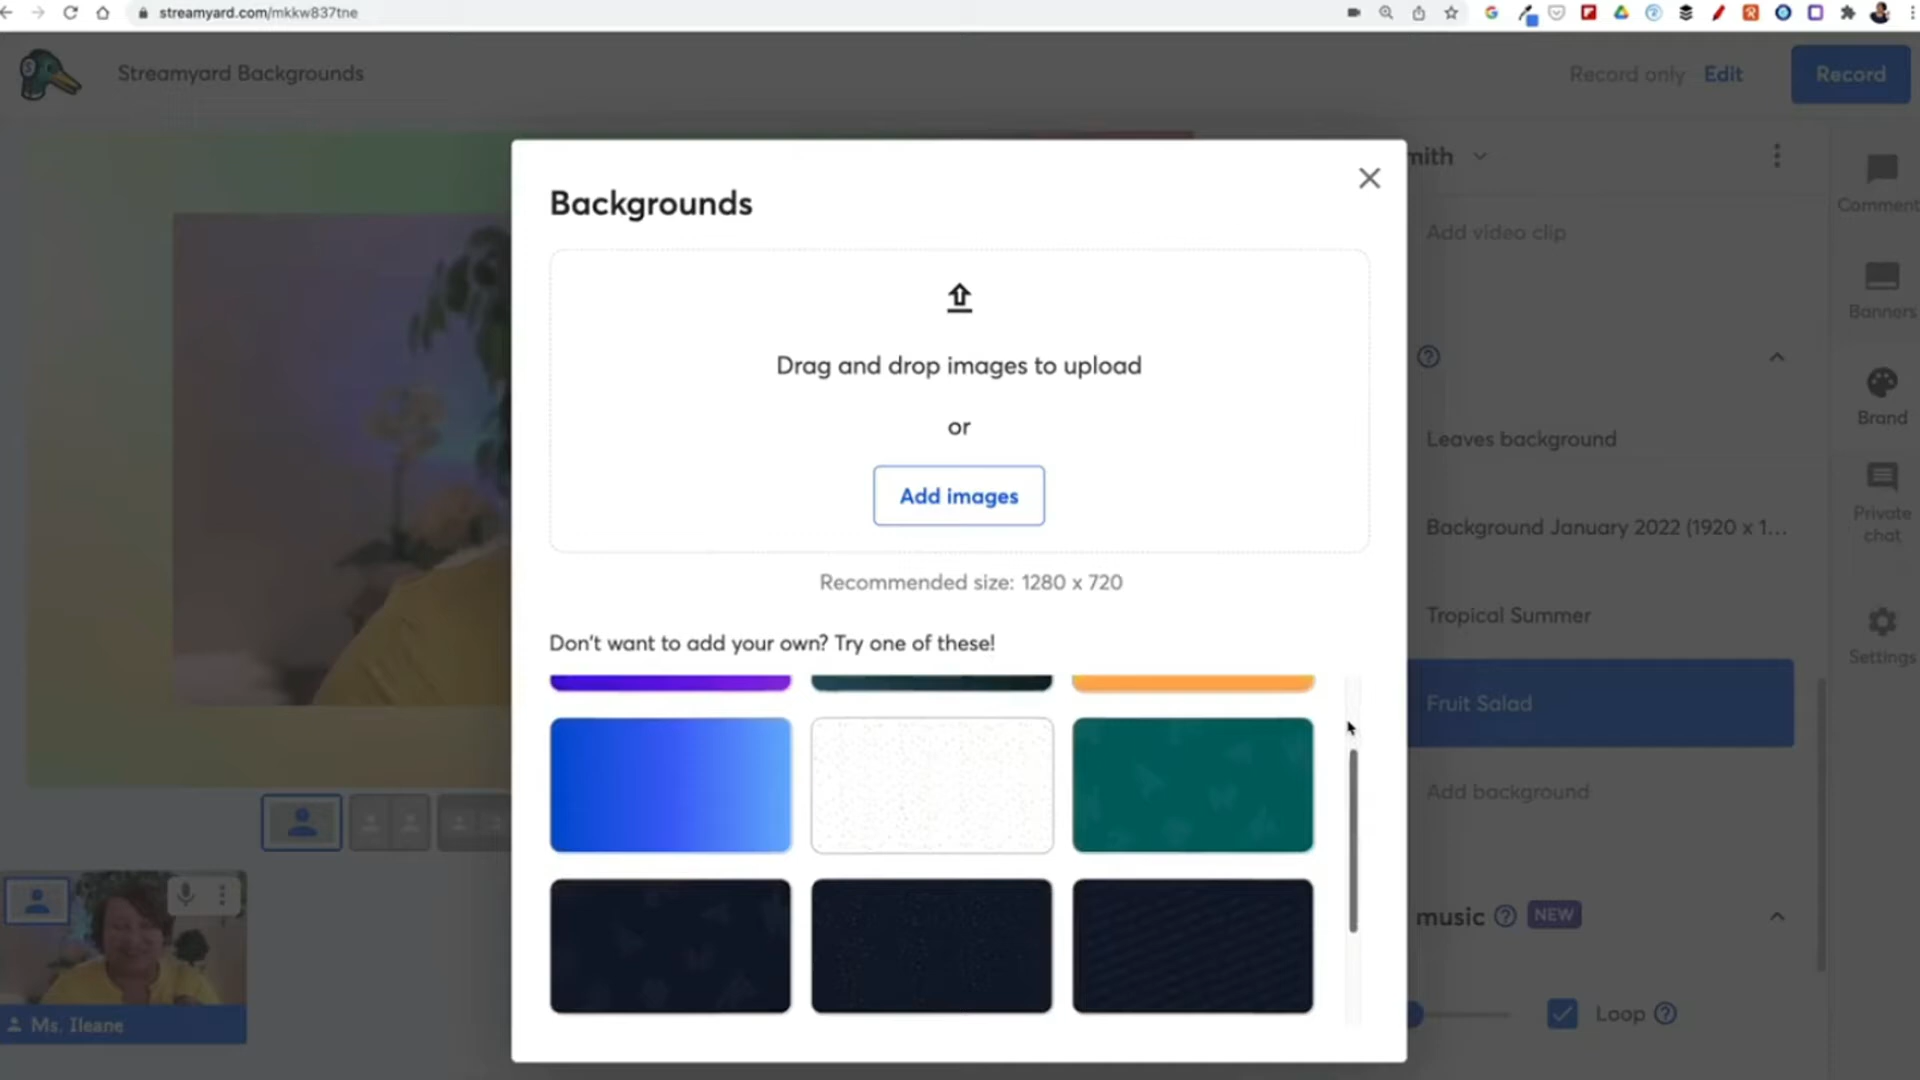 streamyard.com/mkkw837tne
Streamyard Backgrounds
Record only
Edit
Record
mith
Comment
Add video clip
Banners
Backgrounds
Drag and drop images to upload
or
Add images
Recommended size: 1280 x 720
Don't want to add your own? Try one of these!
Brand
Leaves background
Background January 2022 (1920 x 1...
Private
chat
Tropical Summer
Settings
Fruit Salad
Add background
music
NEW
Loop
Ms. Ileane